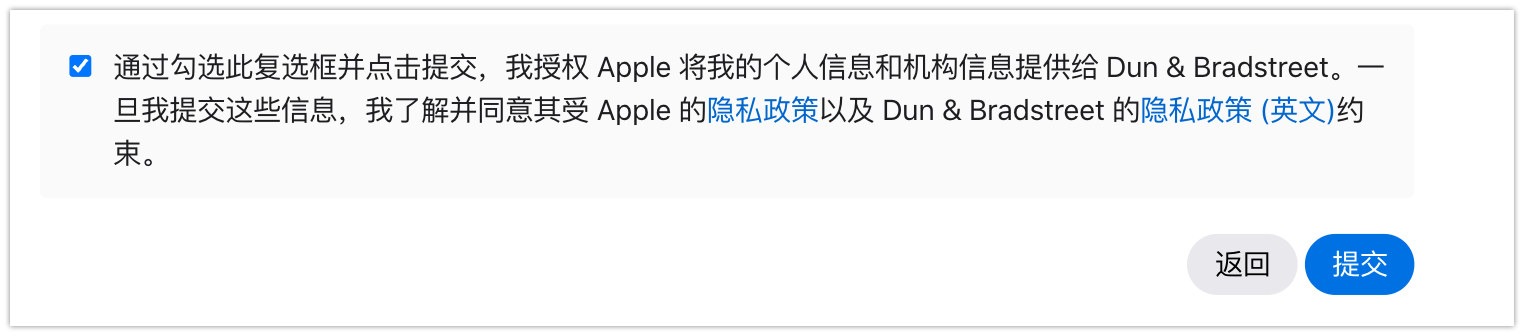 通过勾选此复选框并点击提交，我授权 Apple 将我的个人信息和机构信息提供给 Dun & Bradstreet。一
旦我提交这些信息，我了解并同意其受 Apple 的隐私政策以及 Dun & Bradstreet 的隐私政策 (英文)约
束。
返回 提交